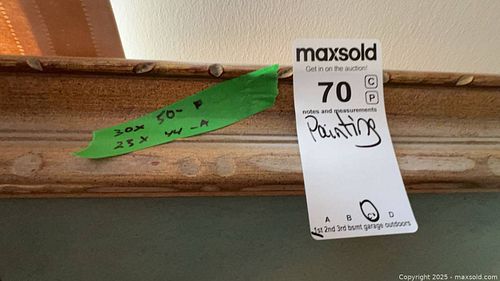 30x 50- F
23x 44 -A
maxsold
Get in on the auction!
70 C
P
notes and measurements
Painting
A B C D
1st 2nd 3rd bsmt garage outdoors
Copyright 2025 - maxsold.com